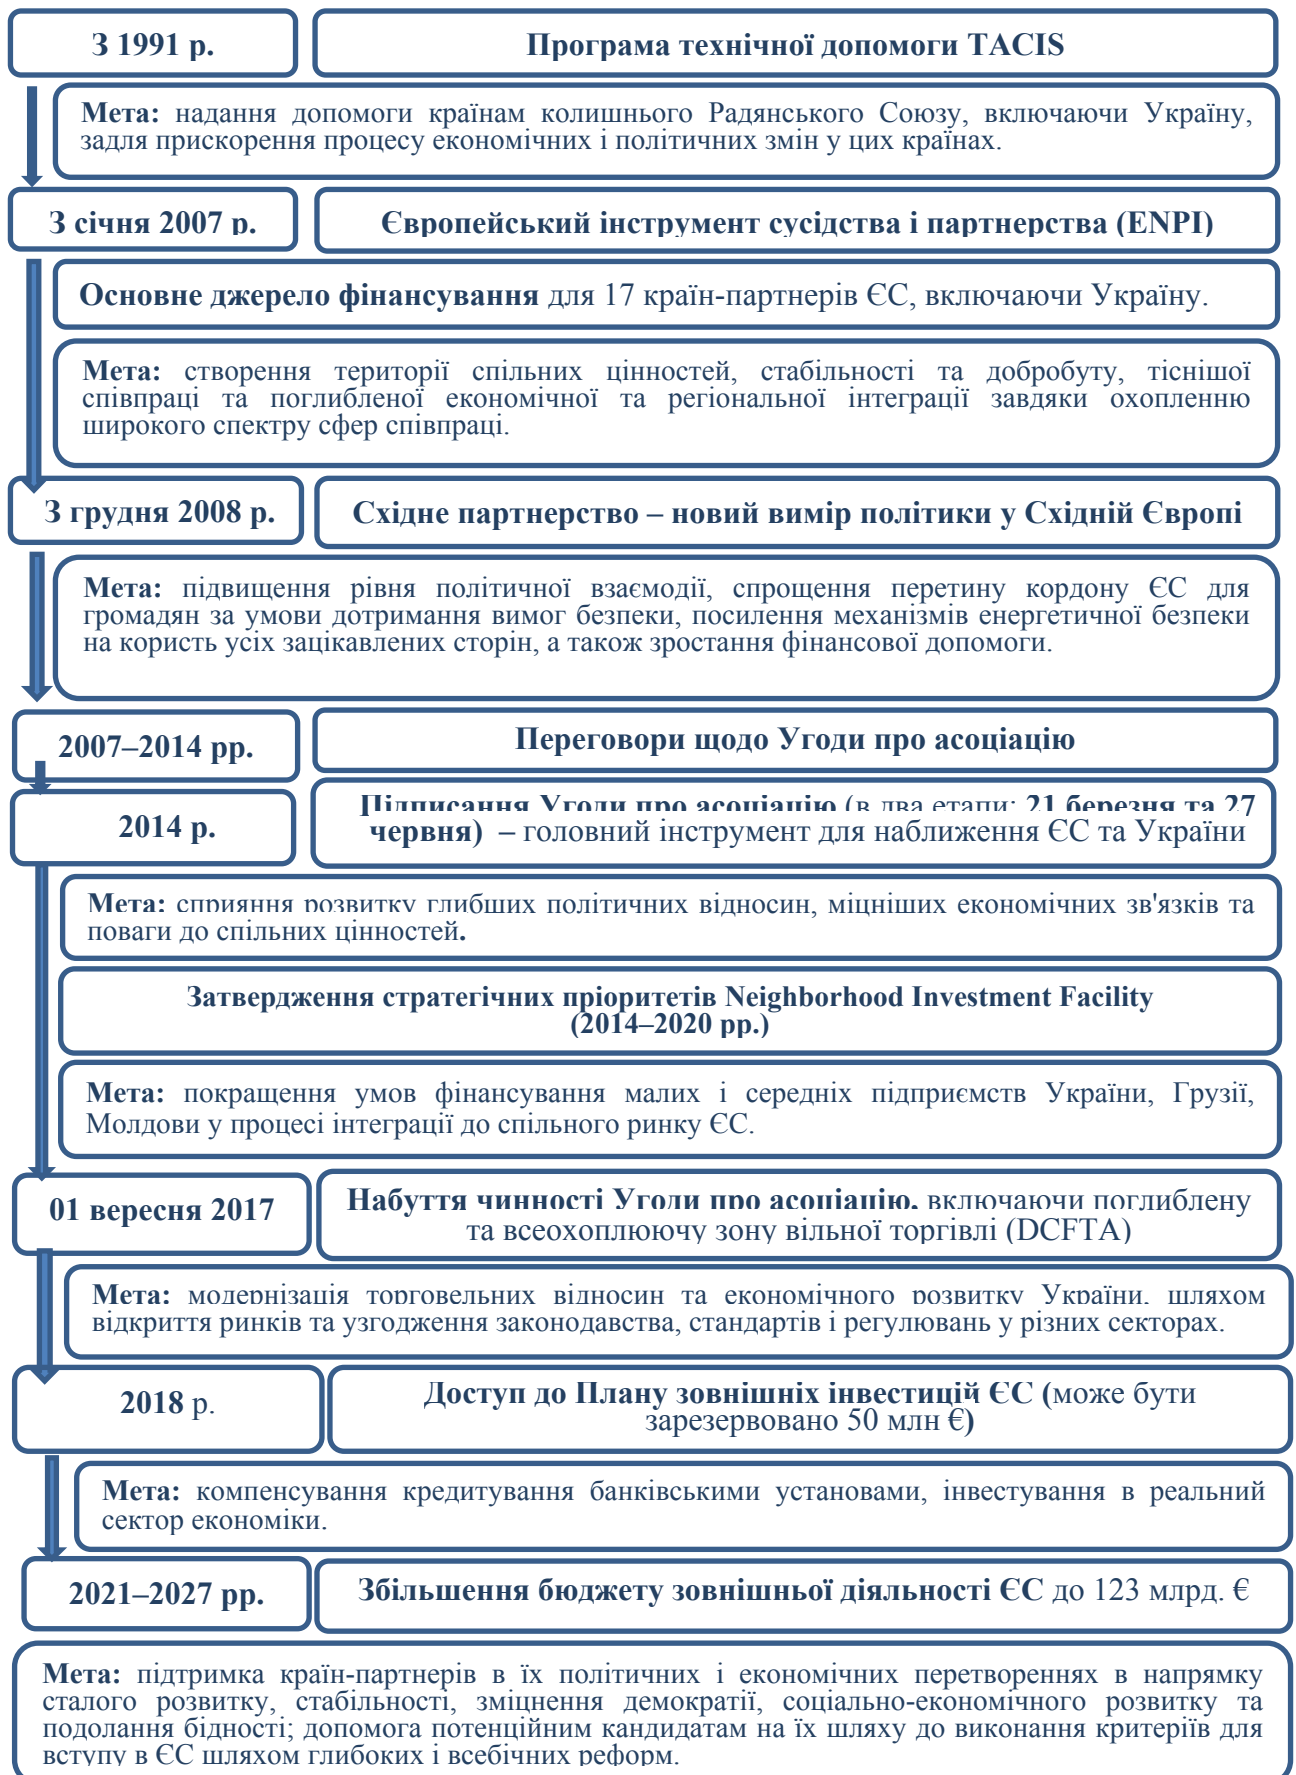 З 1991 р.
Програма технічної допомоги TACIS
Мета: надання допомоги країнам колишнього Радянського Союзу, включаючи Україну,
задля прискорення процесу економічних і політичних змін у цих країнах.
З січня 2007 р.
Європейський інструмент сусідства і партнерства (ENPI)
Основне джерело фінансування для 17 країн-партнерів ЄС, включаючи Україну.
Мета: створення території спільних цінностей, стабільності та добробуту, тіснішої
співпраці та поглибленої економічної та регіональної інтеграції завдяки охопленню
широкого спектру сфер співпраці.
З грудня 2008 р.
Східне партнерство – новий вимір політики у Східній Європі
Мета: підвищення рівня політичної взаємодії, спрощення перетину кордону ЄС для
громадян за умови дотримання вимог безпеки, посилення механізмів енергетичної безпеки
на користь усіх зацікавлених сторін, а також зростання фінансової допомоги.
2007–2014 рр.
Переговори щодо Угоди про асоціацію
2014 р.
Підписання Угоди про асоціацію (в два етапи: 21 березня та 27
червня) – головний інструмент для наближення ЄС та України
Мета: сприяння розвитку глибших політичних відносин, міцніших економічних зв'язків та
поваги до спільних цінностей.
Затвердження стратегічних пріоритетів Neighborhood Investment Facility
(2014–2020 рр.)
Мета: покращення умов фінансування малих і середніх підприємств України, Грузії,
Молдови у процесі інтеграції до спільного ринку ЄС.
01 вересня 2017
Набуття чинності Угоди про асоціацію, включаючи поглиблену
та всеохоплюючу зону вільної торгівлі (DCFTA)
Мета: модернізація торговельних відносин та економічного розвитку України, шляхом
відкриття ринків та узгодження законодавства, стандартів і регулювань у різних секторах.
2018 р.
Доступ до Плану зовнішніх інвестицій ЄС (може бути
зарезервовано 50 млн €)
Мета: компенсування кредитування банківськими установами, інвестування в реальний
сектор економіки.
2021–2027 рр.
Збільшення бюджету зовнішньої діяльності ЄС до 123 млрд. €
Мета: підтримка країн-партнерів в їх політичних і економічних перетвореннях в напрямку
сталого розвитку, стабільності, зміцнення демократії, соціально-економічного розвитку та
подолання бідності; допомога потенційним кандидатам на їх шляху до виконання критеріїв для
вступу в ЄС шляхом глибоких і всебічних реформ.